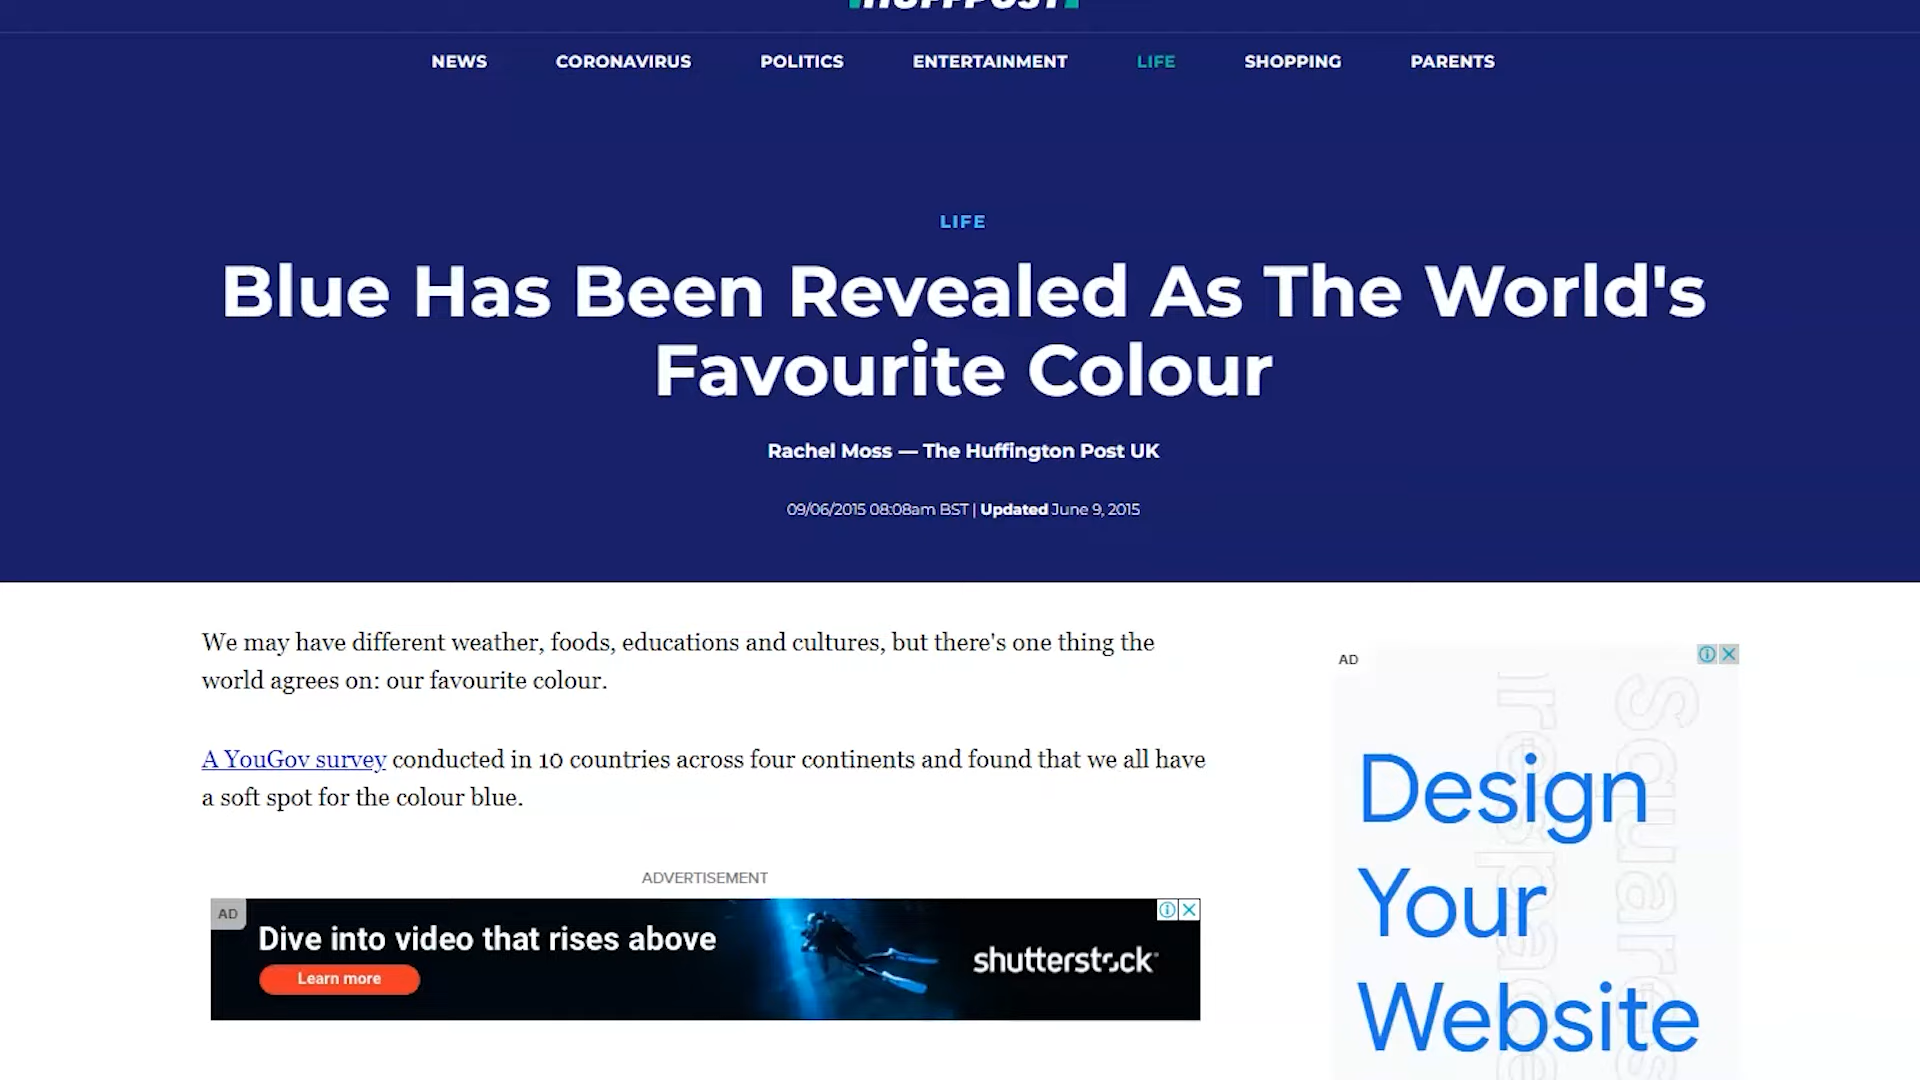 HUFFPOST
NEWS
CORONAVIRUS
POLITICS
ENTERTAINMENT
LIFE
SHOPPING
PARENTS
LIFE
Blue Has Been Revealed As The World's
Favourite Colour
Rachel Moss — The Huffington Post UK
09/06/2015 08:08am BST | Updated June 9, 2015
We may have different weather, foods, educations and cultures, but there's one thing the
world agrees on: our favourite colour.
A YouGov survey conducted in 10 countries across four continents and found that we all have
a soft spot for the colour blue.
ADVERTISEMENT
AD
Dive into video that rises above
Learn more
shutterstock
AD
Design
Your
Website
Squares